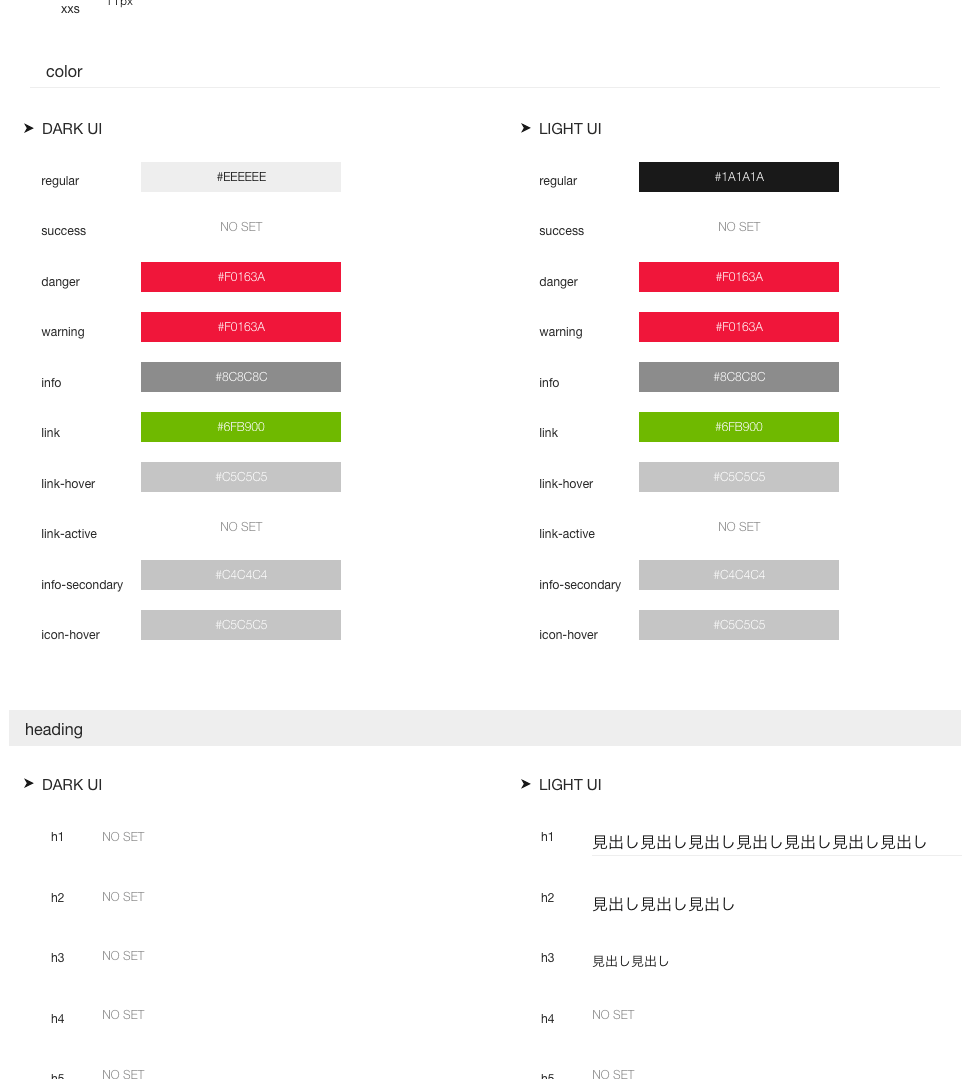 xxs 11px
color
➤ DARK UI
regular #EEEEEE
success NO SET
danger #F0163A
warning #F0163A
info #8C8C8C
link #6FB900
link-hover #C5C5C5
link-active NO SET
info-secondary #C4C4C4
icon-hover #C5C5C5
➤ LIGHT UI
regular #1A1A1A
success NO SET
danger #F0163A
warning #F0163A
info #8C8C8C
link #6FB900
link-hover #C5C5C5
link-active NO SET
info-secondary #C4C4C4
icon-hover #C5C5C5
heading
➤ DARK UI
h1 NO SET
h2 NO SET
h3 NO SET
h4 NO SET
h5 NO SET
➤ LIGHT UI
h1 見出し見出し見出し見出し見出し見出し見出し
h2 見出し見出し見出し
h3 見出し見出し
h4 NO SET
h5 NO SET